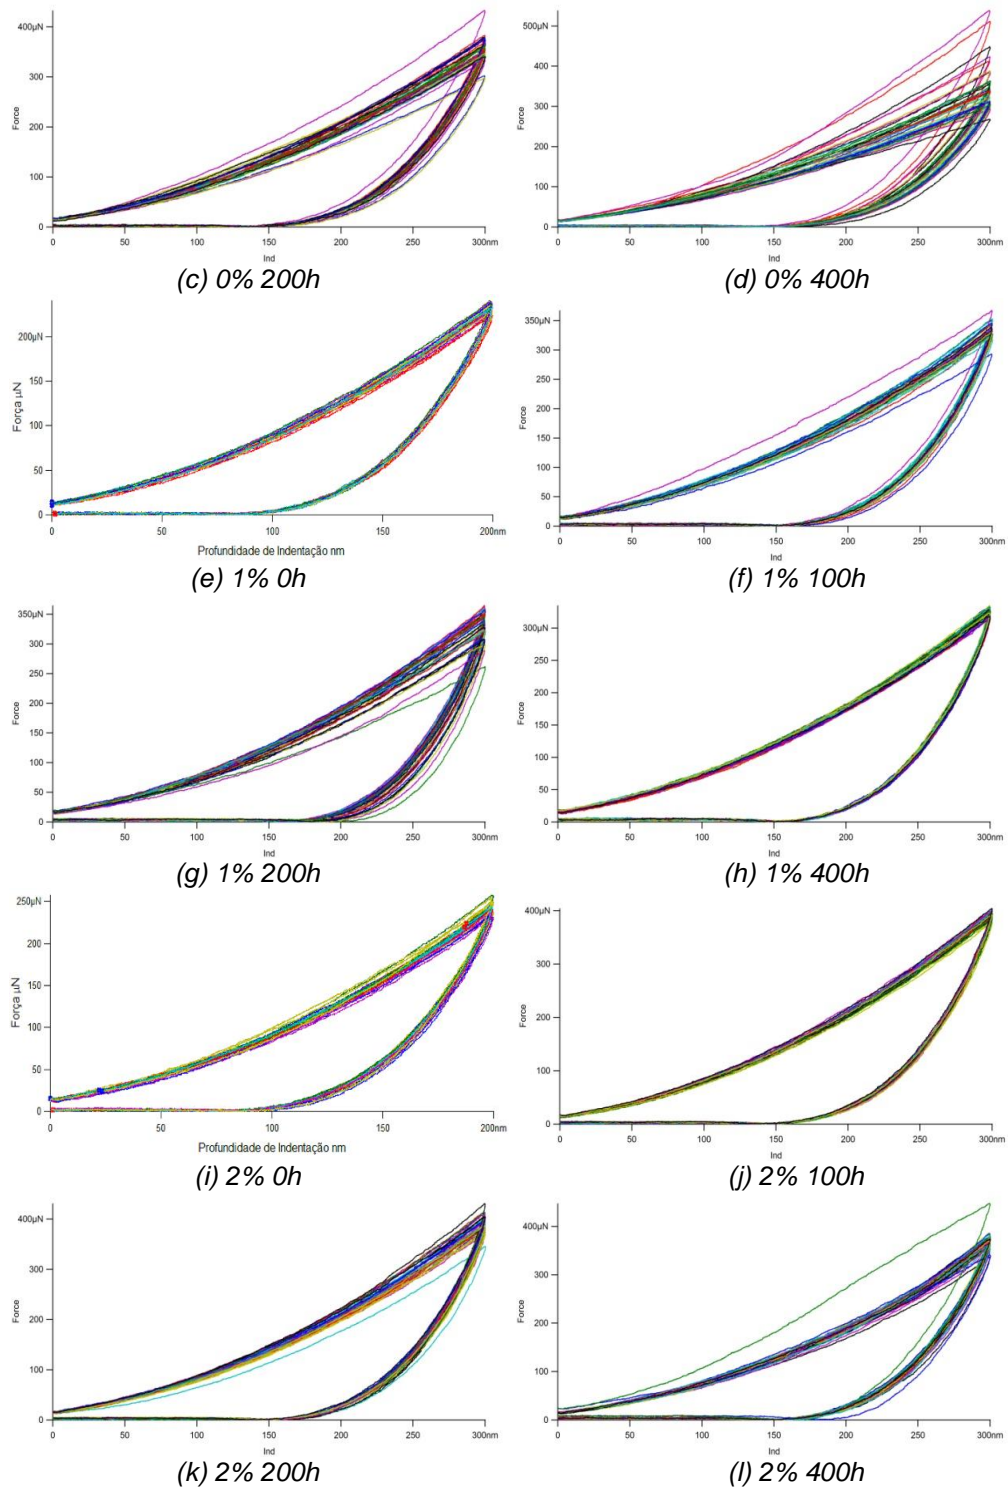 400µN
300
200
100
0
Force
0 50 100 150 200 250 300nm
Ind
(c) 0% 200h
500µN
400
300
200
100
0
Force
0 50 100 150 200 250 300nm
Ind
(d) 0% 400h
200µN
150
100
50
0
Força µN
0 50 100 150 200nm
Profundidade de Indentação nm
(e) 1% 0h
350µN
300
250
200
150
100
50
0
Force
0 50 100 150 200 250 300nm
Ind
(f) 1% 100h
350µN
300
250
200
150
100
50
0
Force
0 50 100 150 200 250 300nm
Ind
(g) 1% 200h
300µN
250
200
150
100
50
0
Force
0 50 100 150 200 250 300nm
Ind
(h) 1% 400h
250µN
200
150
100
50
0
Força µN
0 50 100 150 200nm
Profundidade de Indentação nm
(i) 2% 0h
400µN
300
200
100
0
Force
0 50 100 150 200 250 300nm
Ind
(j) 2% 100h
400µN
300
200
100
0
Force
0 50 100 150 200 250 300nm
Ind
(k) 2% 200h
400µN
300
200
100
0
Force
0 50 100 150 200 250 300nm
Ind
(l) 2% 400h